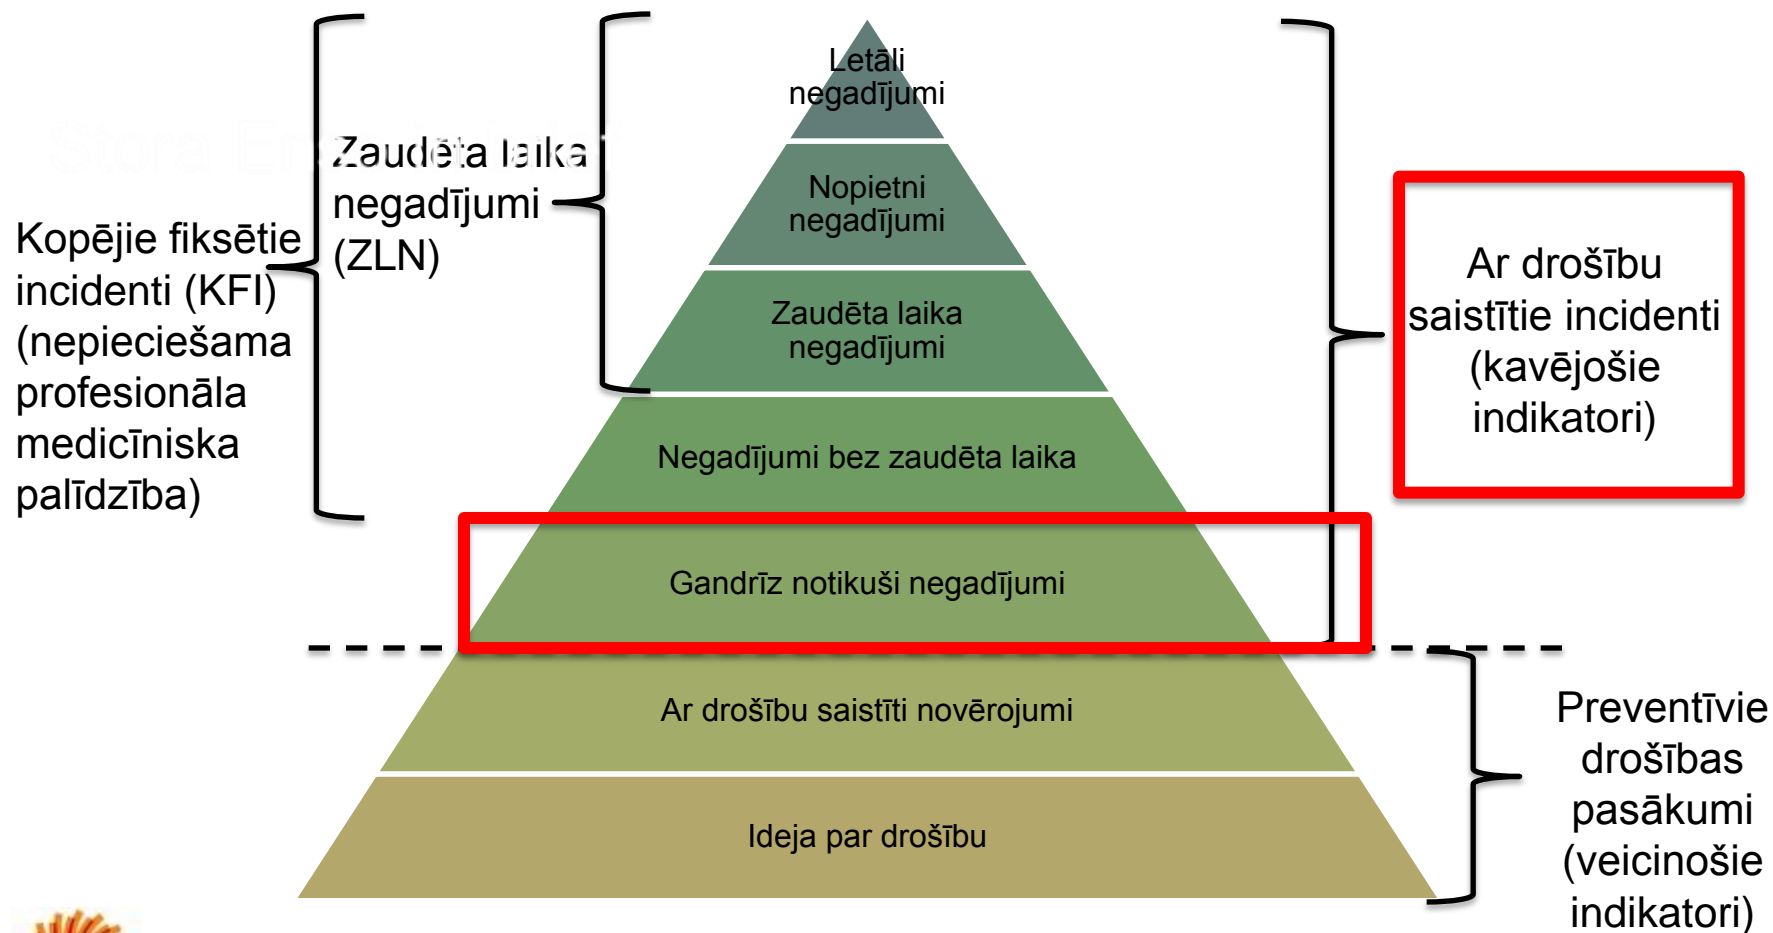 Letāli
negadījumi
Nopietni
negadījumi
Zaudēta laika
negadījumi
Negadījumi bez zaudēta laika
Gandrīz notikuši negadījumi
Ar drošību saistīti novērojumi
Ideja par drošību
Kopējie fiksētie
incidenti (KFI)
(nepieciešama
profesionāla
medicīniska
palīdzība)
Zaudēta laika
negadījumi
(ZLN)
Ar drošību
saistītie incidenti
(kavējošie
indikatori)
Preventīvie
drošības
pasākumi
(veicinošie
indikatori)
Stora